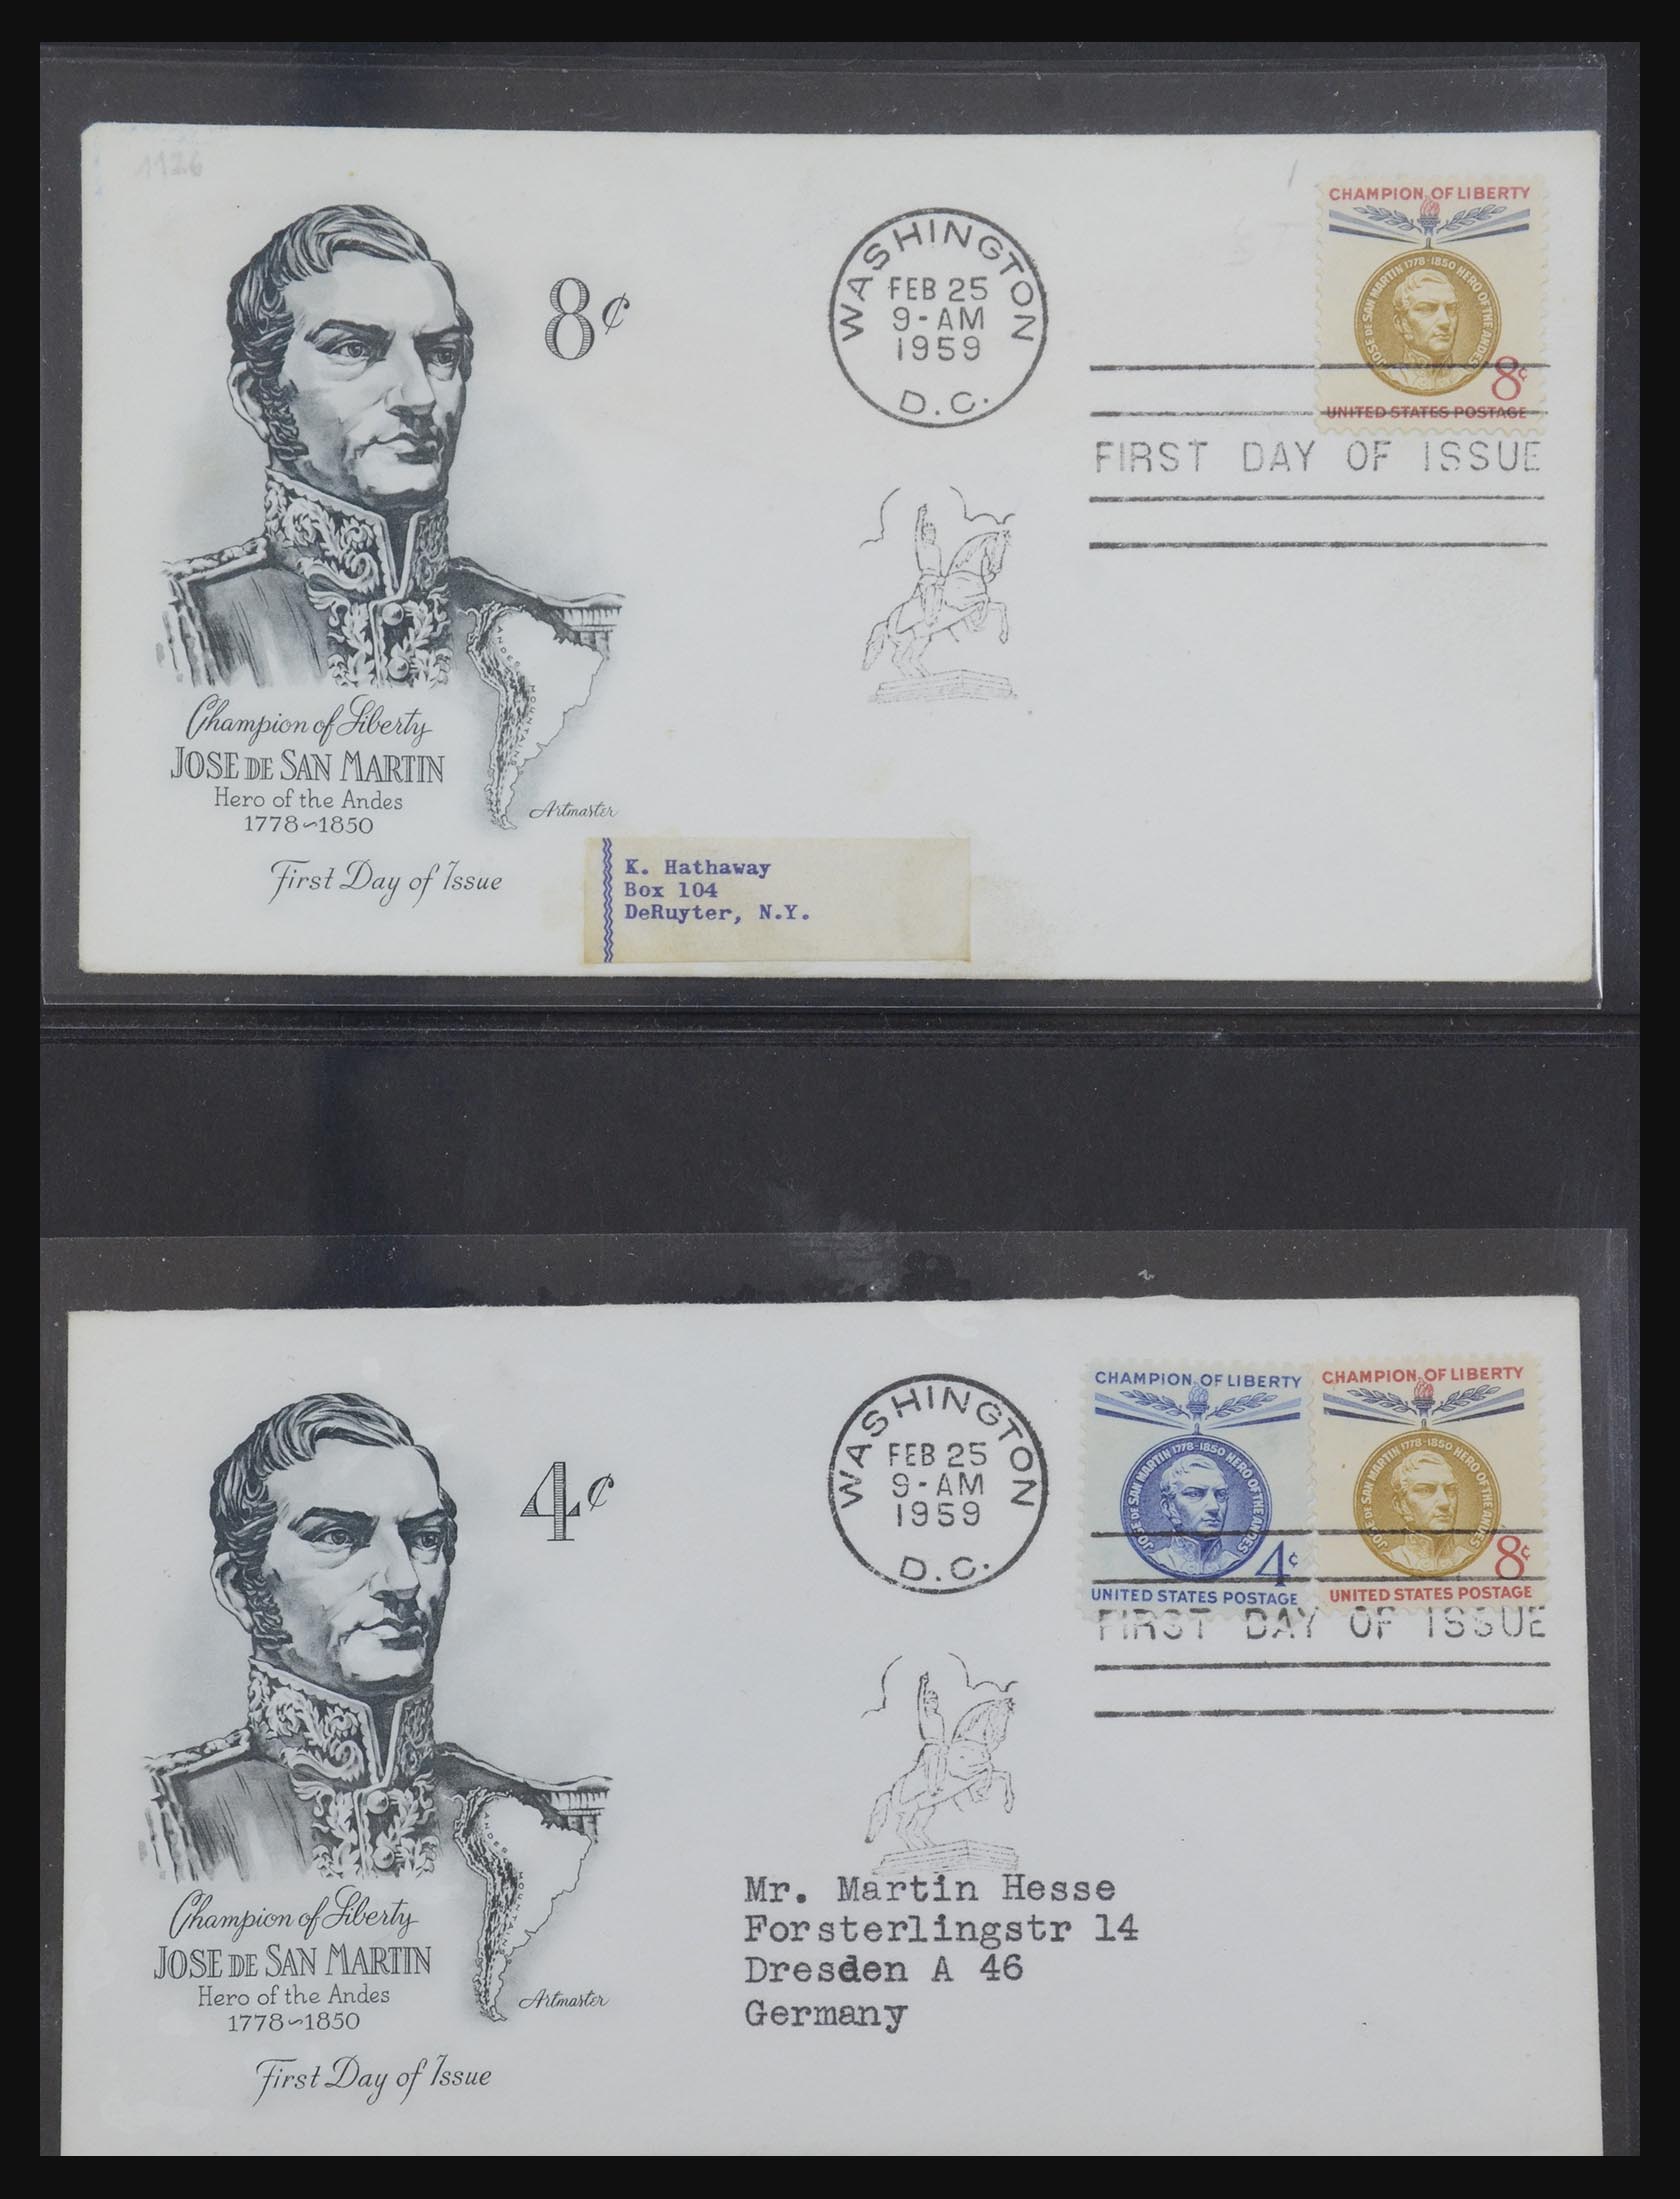 1126
CHAMPION OF LIBERTY
JOSE DE SAN MARTIN 1778-1850 HERO OF THE ANDES
8¢
UNITED STATES POSTAGE
WASHINGTON
FEB 25
9-AM
1959
D.C.
FIRST DAY OF ISSUE
8¢
ANDES MOUNTAINS
Champion of Liberty
JOSE DE SAN MARTIN
Hero of the Andes
1778~1850
Artmaster
First Day of Issue
K. Hathaway
Box 104
DeRuyter, N.Y.
CHAMPION OF LIBERTY
JOSE DE SAN MARTIN 1778-1850 HERO OF THE ANDES
4¢
UNITED STATES POSTAGE
CHAMPION OF LIBERTY
JOSE DE SAN MARTIN 1778-1850 HERO OF THE ANDES
8¢
UNITED STATES POSTAGE
WASHINGTON
FEB 25
9-AM
1959
D.C.
FIRST DAY OF ISSUE
4¢
ANDES MOUNTAINS
Champion of Liberty
JOSE DE SAN MARTIN
Hero of the Andes
1778~1850
Artmaster
First Day of Issue
Mr. Martin Hesse
Forsterlingstr 14
Dresden A 46
Germany